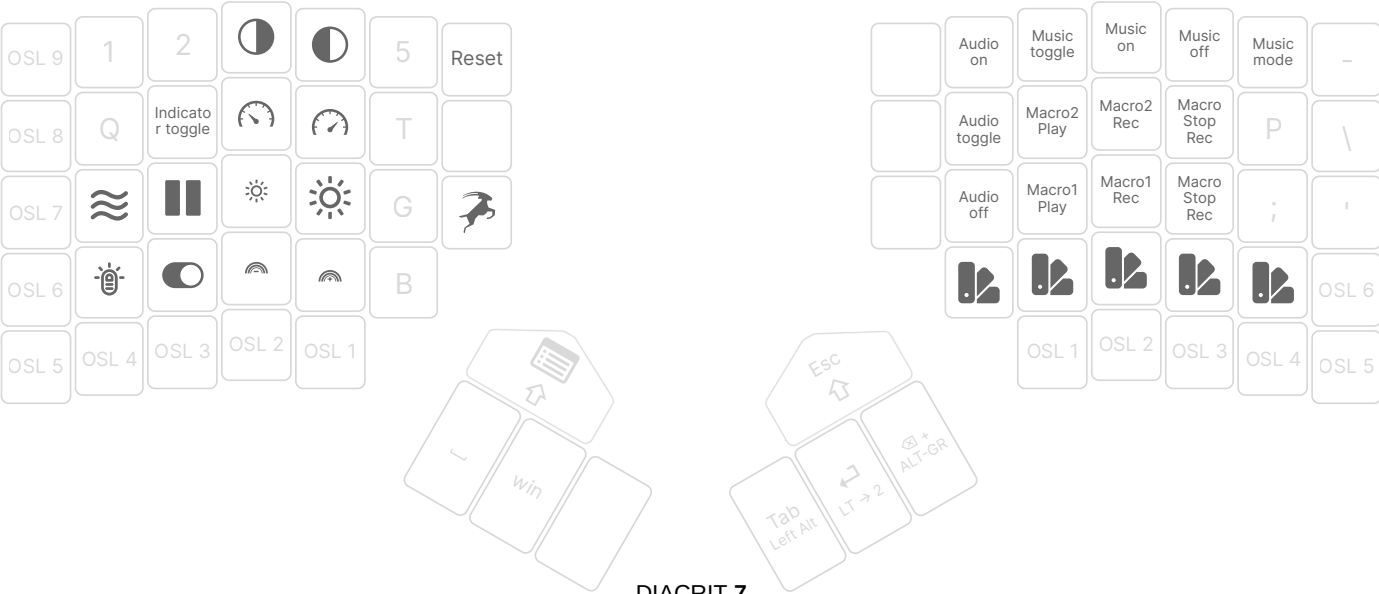 OSL 9
1
2
5
Reset
Audio
on
Music
toggle
Music
on
Music
off
Music
mode
-
OSL 8
Q
Indicato
r toggle
T
Audio
toggle
Macro2
Play
Macro2
Rec
Macro
Stop
Rec
P
\
OSL 7
G
Audio
off
Macro1
Play
Macro1
Rec
Macro
Stop
Rec
;
'
OSL 6
B
OSL 6
OSL 5
OSL 4
OSL 3
OSL 2
OSL 1
OSL 1
OSL 2
OSL 3
OSL 4
OSL 5
Esc
win
Tab
Left Alt
LT → 2
⌫ +
ALT-GR
DIACRIT 7